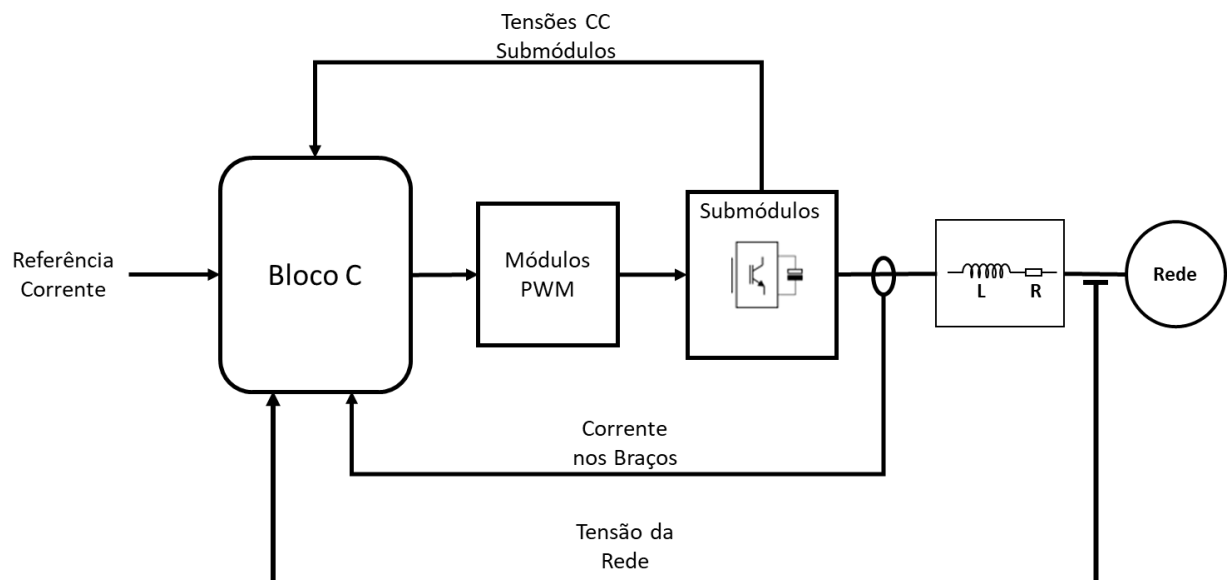 Tensões CC
Submódulos
Referência
Corrente
Bloco C
Módulos
PWM
Submódulos
L
R
Rede
Corrente
nos Braços
Tensão da
Rede